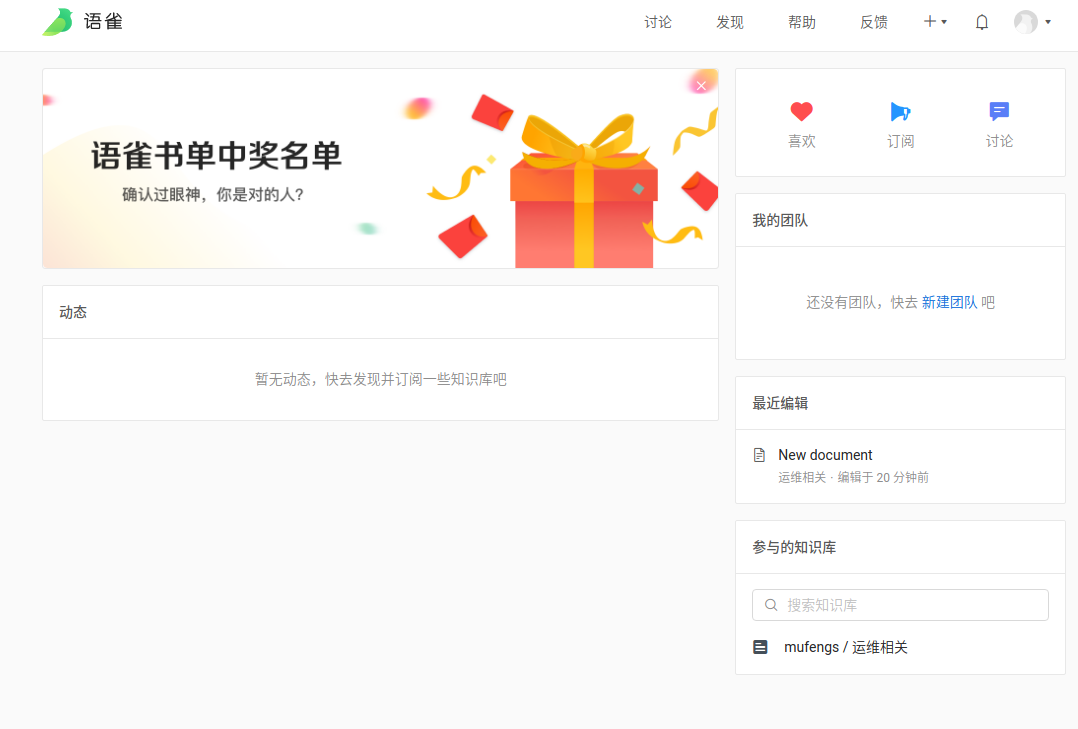 语雀
讨论 发现 帮助 反馈
语雀书单中奖名单
确认过眼神，你是对的人？
动态
暂无动态，快去发现并订阅一些知识库吧
喜欢 订阅 讨论
我的团队
还没有团队，快去 新建团队 吧
最近编辑
New document
运维相关 · 编辑于 20 分钟前
参与的知识库
搜索知识库
mufengs / 运维相关